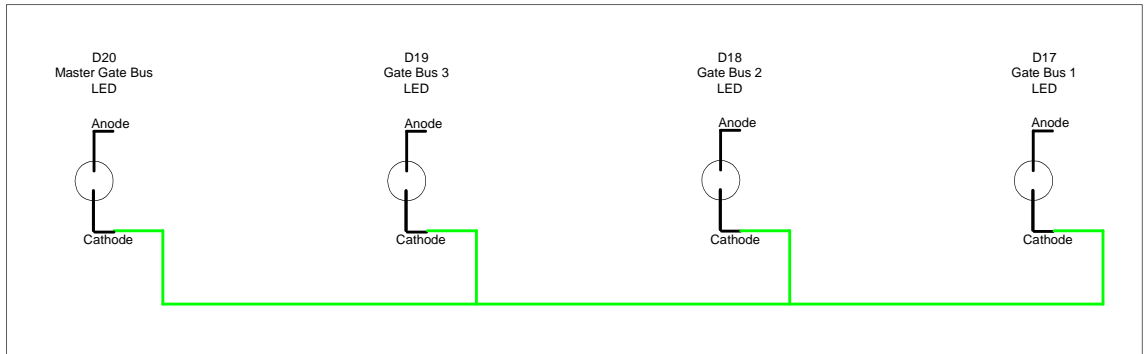 D20
Master Gate Bus
LED
Anode
Cathode
D19
Gate Bus 3
LED
Anode
Cathode
D18
Gate Bus 2
LED
Anode
Cathode
D17
Gate Bus 1
LED
Anode
Cathode